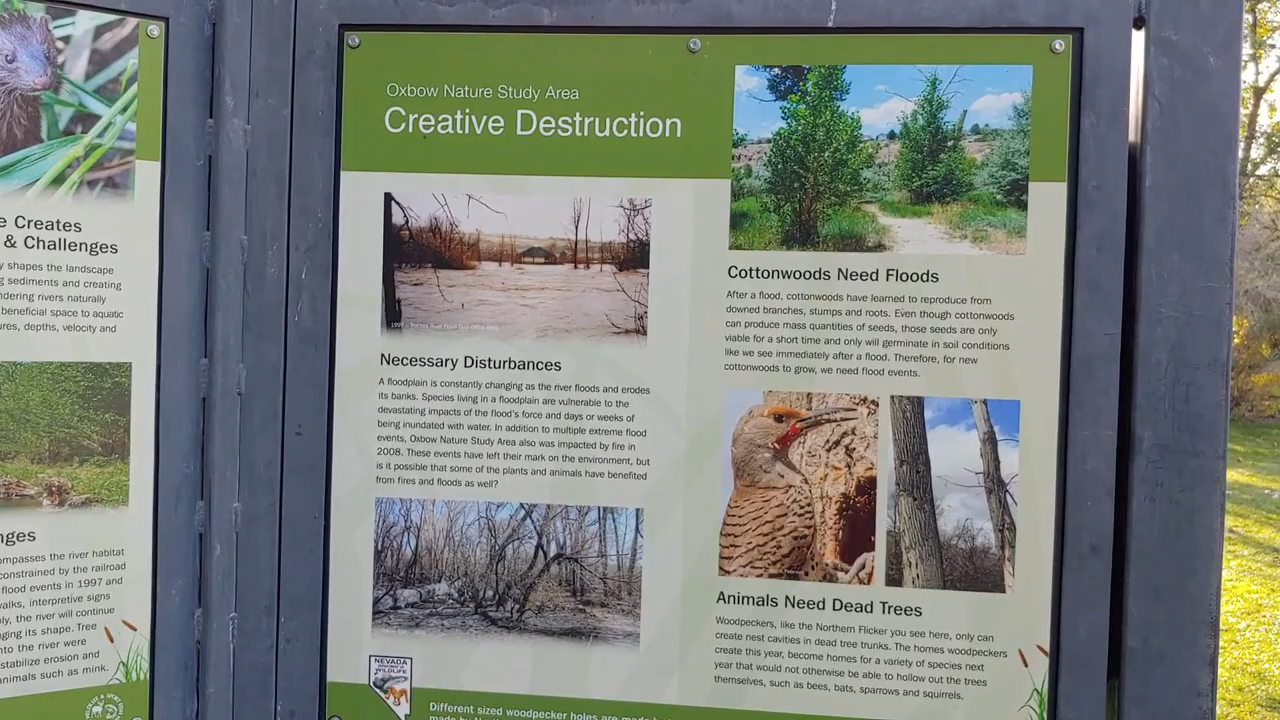 e Creates
& Challenges
y shapes the landscape
g sediments and creating
ndering rivers naturally
beneficial space to aquatic
ures, depths, velocity and
nges
ompasses the river habitat
constrained by the railroad
flood events in 1997 and
walks, interpretive signs
ly, the river will continue
ging its shape. Tree
nto the river were
stabilize erosion and
animals such as mink.
Oxbow Nature Study Area
Creative Destruction
Necessary Disturbances
A floodplain is constantly changing as the river floods and erodes
its banks. Species living in a floodplain are vulnerable to the
devastating impacts of the flood's force and days or weeks of
being inundated with water. In addition to multiple extreme flood
events, Oxbow Nature Study Area also was impacted by fire in
2008. These events have left their mark on the environment, but
is it possible that some of the plants and animals have benefited
from fires and floods as well?
NEVADA
DEPARTMENT OF
WILDLIFE
Cottonwoods Need Floods
After a flood, cottonwoods have learned to reproduce from
downed branches, stumps and roots. Even though cottonwoods
can produce mass quantities of seeds, those seeds are only
viable for a short time and only will germinate in soil conditions
like we see immediately after a flood. Therefore, for new
cottonwoods to grow, we need flood events.
Animals Need Dead Trees
Woodpeckers, like the Northern Flicker you see here, only can
create nest cavities in dead tree trunks. The homes woodpeckers
create this year, become homes for a variety of species next
year that would not otherwise be able to hollow out the trees
themselves, such as bees, bats, sparrows and squirrels.
Different sized woodpecker holes are made